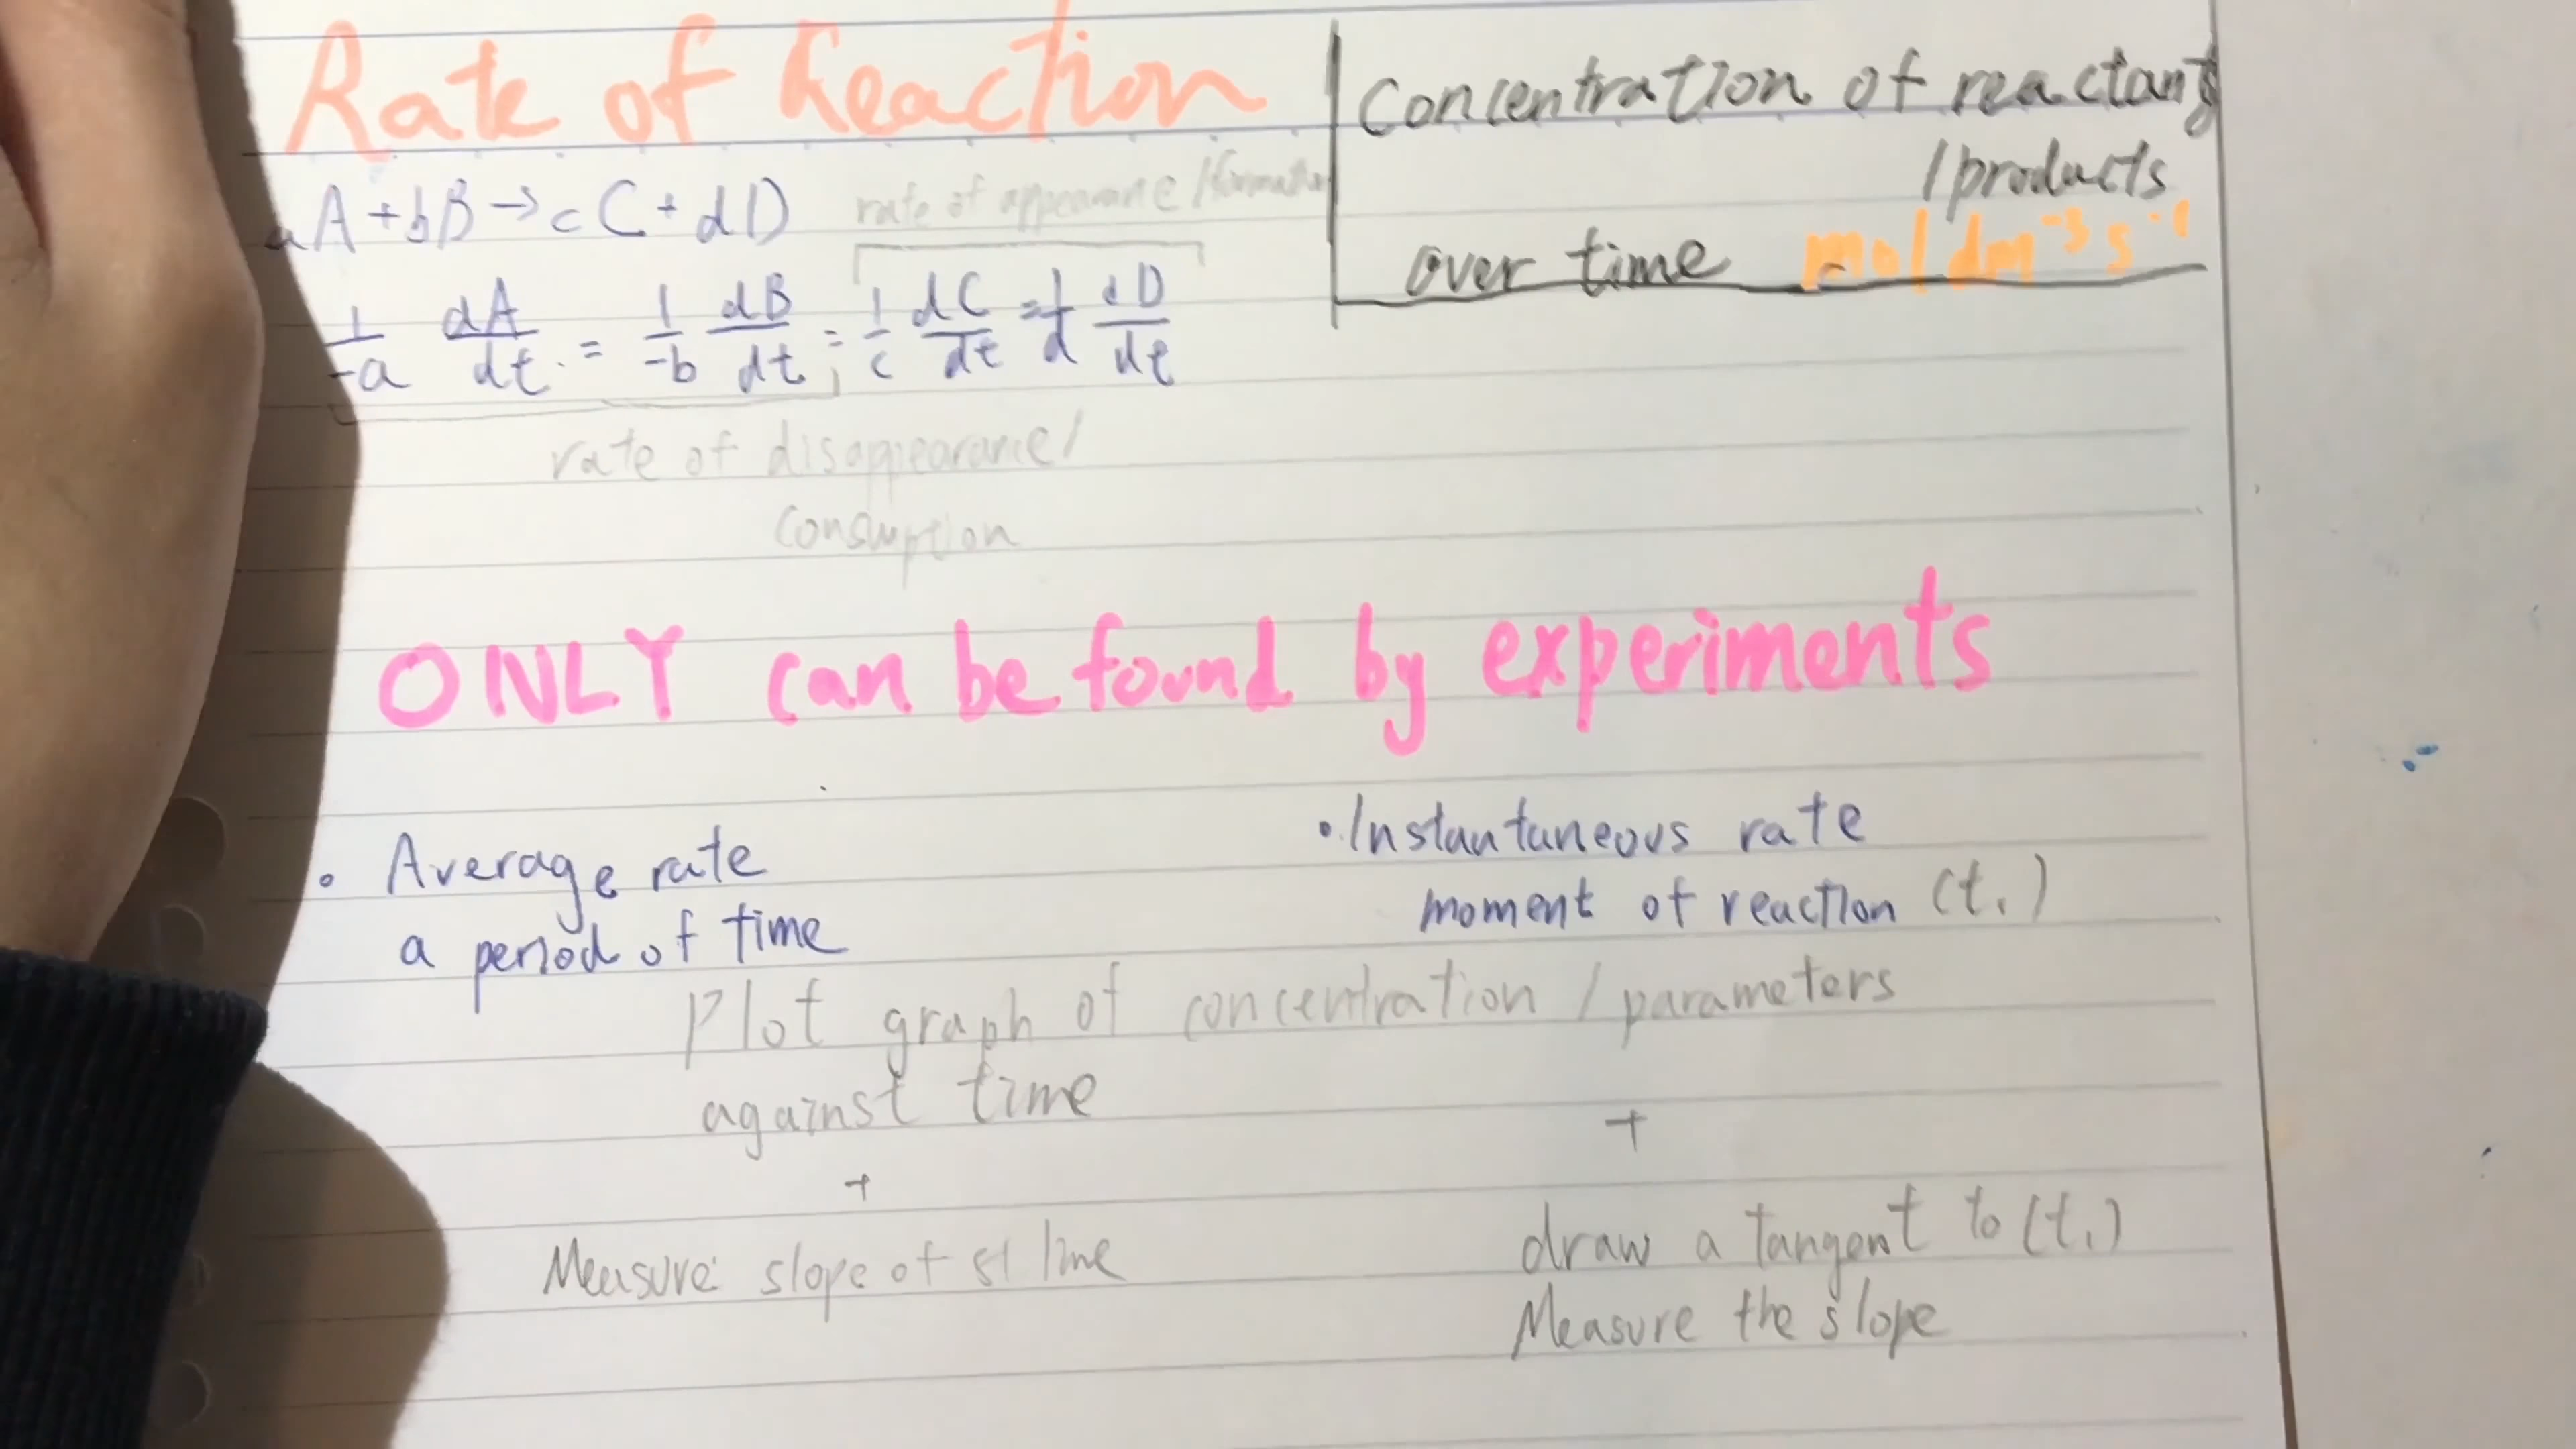 Rate of Reaction
Concentration of reactants
/products
over time mol dm⁻³ s⁻¹
aA + bB → cC + dD
rate of appearance /formation
1/-a dA/dt = 1/-b dB/dt = 1/c dC/dt = 1/d dD/dt
rate of disappearance/
consumption
ONLY can be found by experiments
• Average rate
a period of time
• Instantaneous rate
moment of reaction (t₁)
Plot graph of concentration / parameters
against time
+
Measure slope of st line
+
draw a tangent to (t₁)
Measure the slope